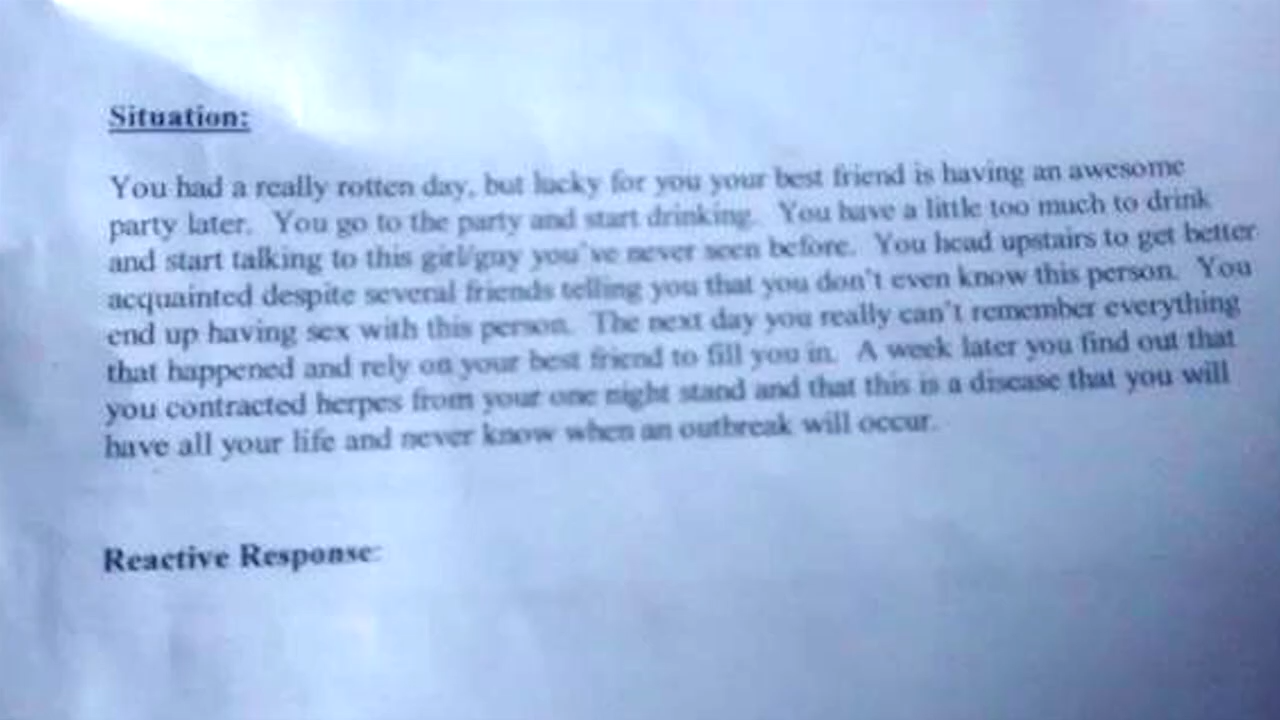 Situation:
You had a really rotten day, but lucky for you your best friend is having an awesome
party later. You go to the party and start drinking. You have a little too much to drink
and start talking to this girl/guy you've never seen before. You head upstairs to get better
acquainted despite several friends telling you that you don't even know this person. You
end up having sex with this person. The next day you really can't remember everything
that happened and rely on your best friend to fill you in. A week later you find out that
you contracted herpes from your one night stand and that this is a disease that you will
have all your life and never know when an outbreak will occur.
Reactive Response: